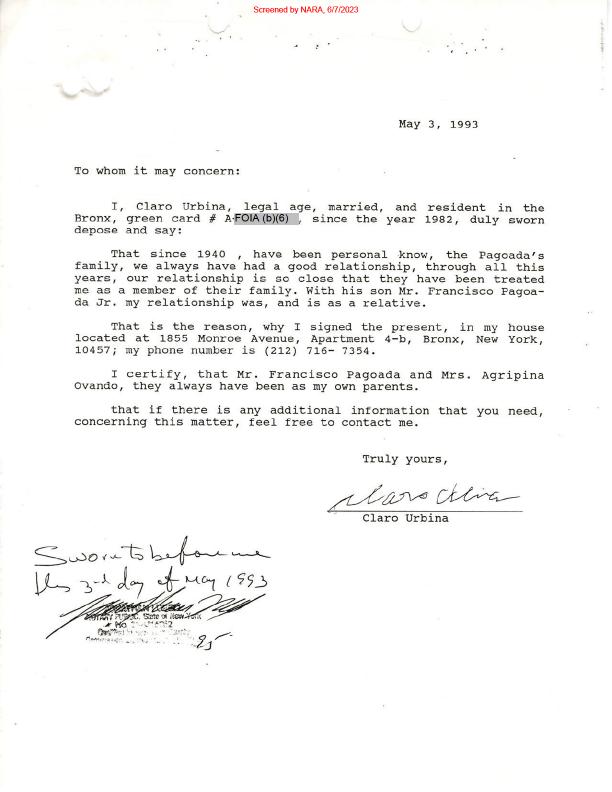 Screened by NARA, 6/7/2023
May 3, 1993
To whom it may concern:
I, Claro Urbina, legal age, married, and resident in the
Bronx, green card # A-FOIA (b)(6) , since the year 1982, duly sworn
depose and say:
That since 1940 , have been personal know, the Pagoada's
family, we always have had a good relationship, through all this
years, our relationship is so close that they have been treated
me as a member of their family. With his son Mr. Francisco Pagoa-
da Jr. my relationship was, and is as a relative.
That is the reason, why I signed the present, in my house
located at 1855 Monroe Avenue, Apartment 4-b, Bronx, New York,
10457; my phone number is (212) 716- 7354.
I certify, that Mr. Francisco Pagoada and Mrs. Agripina
Ovando, they always have been as my own parents.
that if there is any additional information that you need,
concerning this matter, feel free to contact me.
Truly yours,
Claro Urbina
Claro Urbina
Sworn to before me
this 3rd day of May 1993
NOTARY PUBLIC, State of New York
No.
95